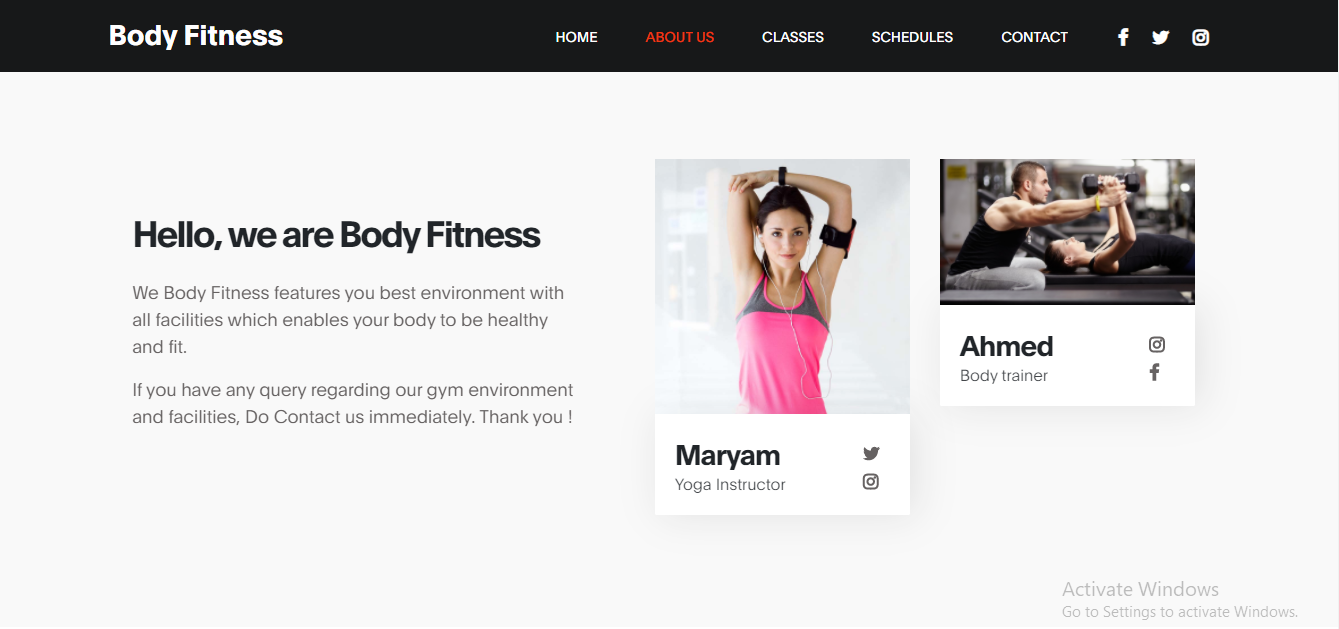 Body Fitness
HOME ABOUT US CLASSES SCHEDULES CONTACT
Hello, we are Body Fitness
We Body Fitness features you best environment with
all facilities which enables your body to be healthy
and fit.
If you have any query regarding our gym environment
and facilities, Do Contact us immediately. Thank you !
Maryam
Yoga Instructor
Ahmed
Body trainer
Activate Windows
Go to Settings to activate Windows.